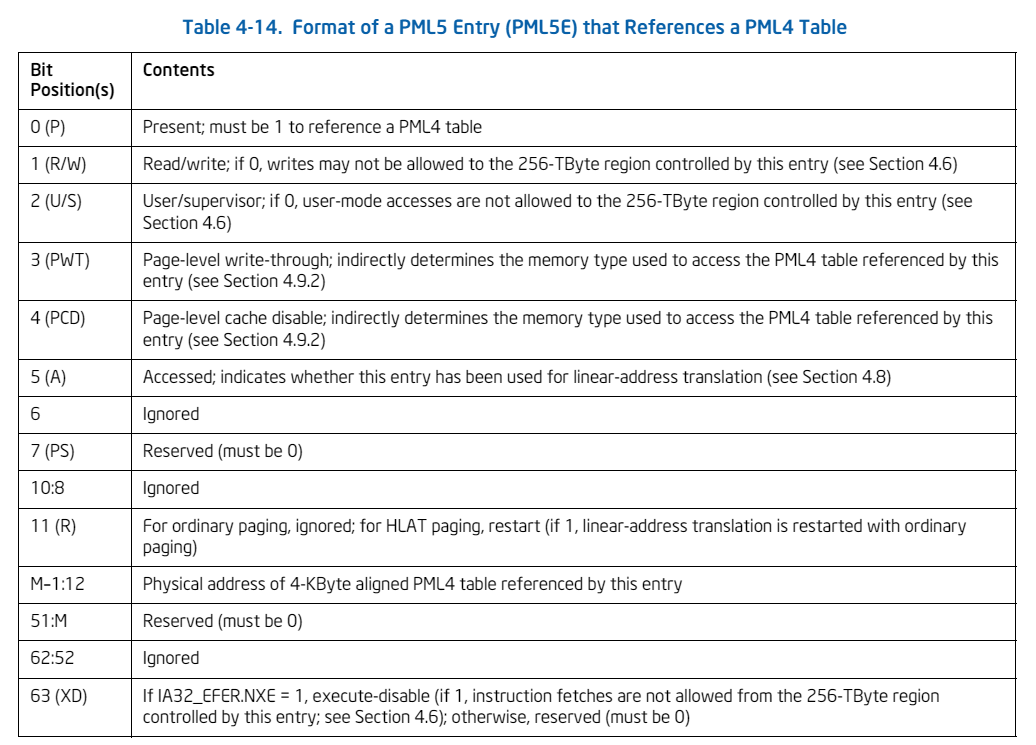 Table 4-14. Format of a PML5 Entry (PML5E) that References a PML4 Table
Bit
Position(s)
Contents
0 (P)
Present; must be 1 to reference a PML4 table
1 (R/W)
Read/write; if 0, writes may not be allowed to the 256-TByte region controlled by this entry (see Section 4.6)
2 (U/S)
User/supervisor; if 0, user-mode accesses are not allowed to the 256-TByte region controlled by this entry (see
Section 4.6)
3 (PWT)
Page-level write-through; indirectly determines the memory type used to access the PML4 table referenced by this
entry (see Section 4.9.2)
4 (PCD)
Page-level cache disable; indirectly determines the memory type used to access the PML4 table referenced by this
entry (see Section 4.9.2)
5 (A)
Accessed; indicates whether this entry has been used for linear-address translation (see Section 4.8)
6
Ignored
7 (PS)
Reserved (must be 0)
10:8
Ignored
11 (R)
For ordinary paging, ignored; for HLAT paging, restart (if 1, linear-address translation is restarted with ordinary
paging)
M–1:12
Physical address of 4-KByte aligned PML4 table referenced by this entry
51:M
Reserved (must be 0)
62:52
Ignored
63 (XD)
If IA32_EFER.NXE = 1, execute-disable (if 1, instruction fetches are not allowed from the 256-TByte region
controlled by this entry; see Section 4.6); otherwise, reserved (must be 0)